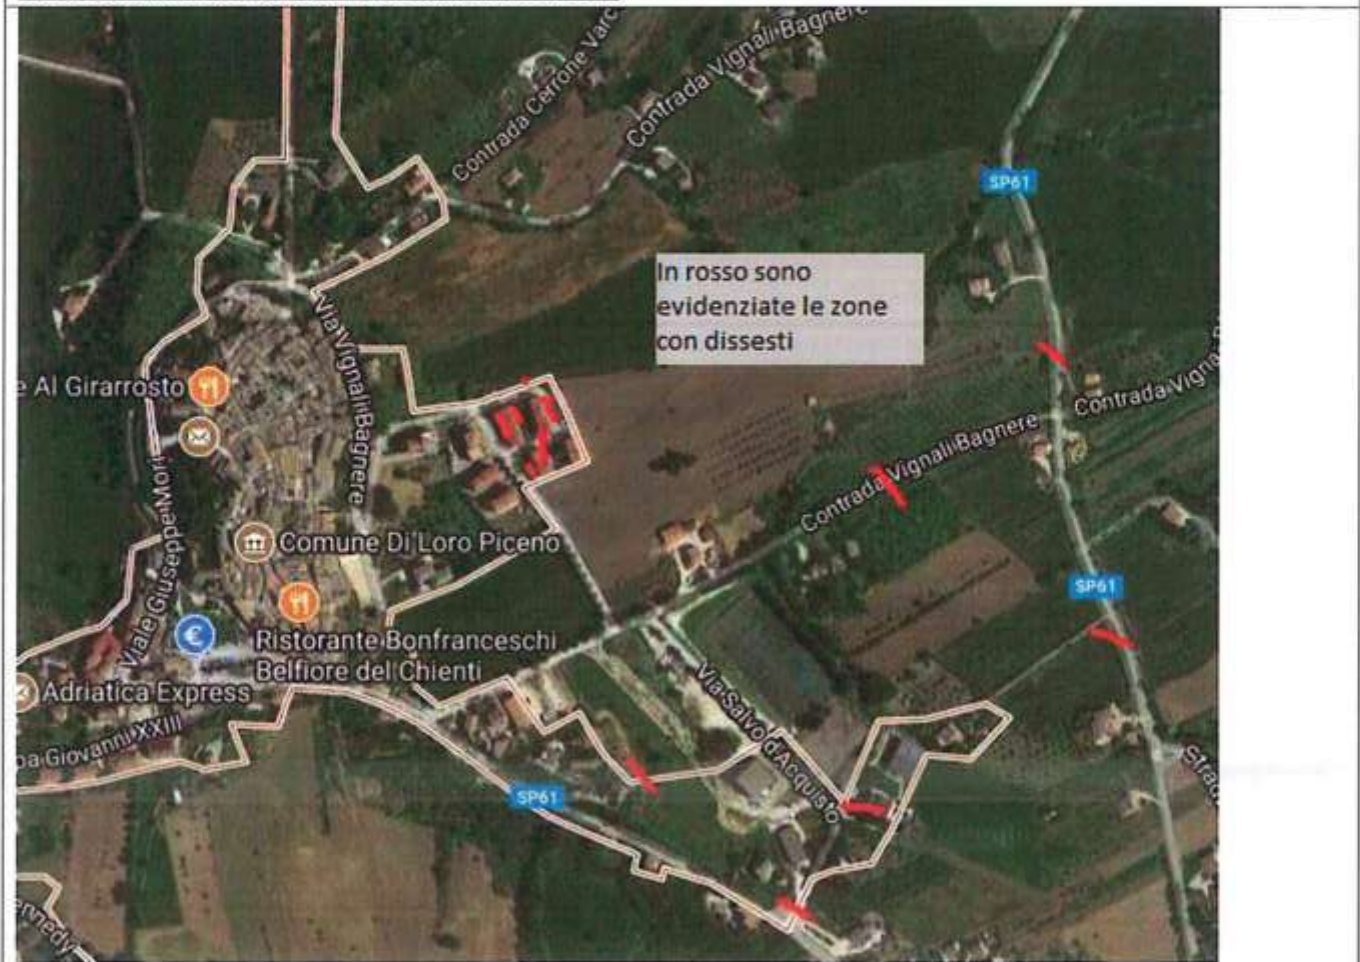 Contrada Cerrone Varc
Contrada Vignali Bagnere
SP61
In rosso sono
evidenziate le zone
con dissesti
Via Vignali Bagnere
e Al Girarrosto
Contrada Vigna
Contrada Vignali Bagnere
Viale Giuseppe Mori
Comune Di Loro Piceno
SP61
Ristorante Bonfranceschi
Belfiore del Chienti
Adriatica Express
Via Salvo d'Acquisto
pa Giovanni XXIII
Strad
SP61
ennedy